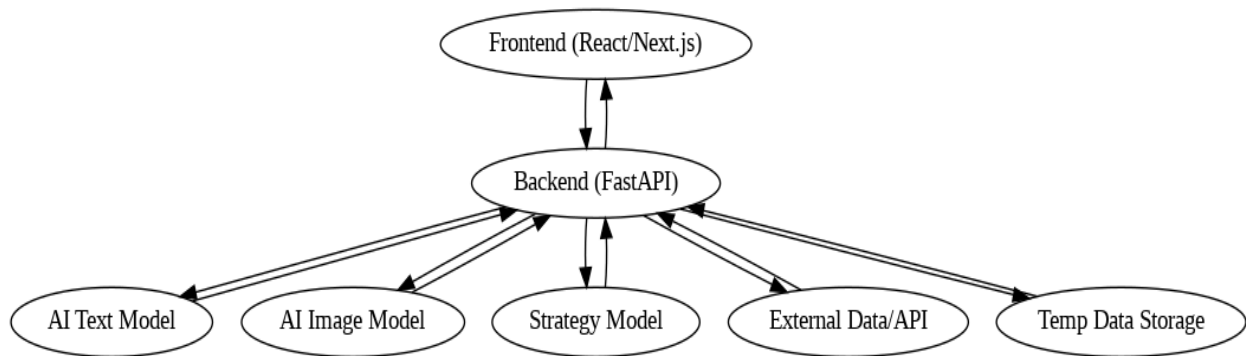 Frontend (React/Next.js)
Backend (FastAPI)
AI Text Model
AI Image Model
Strategy Model
External Data/API
Temp Data Storage